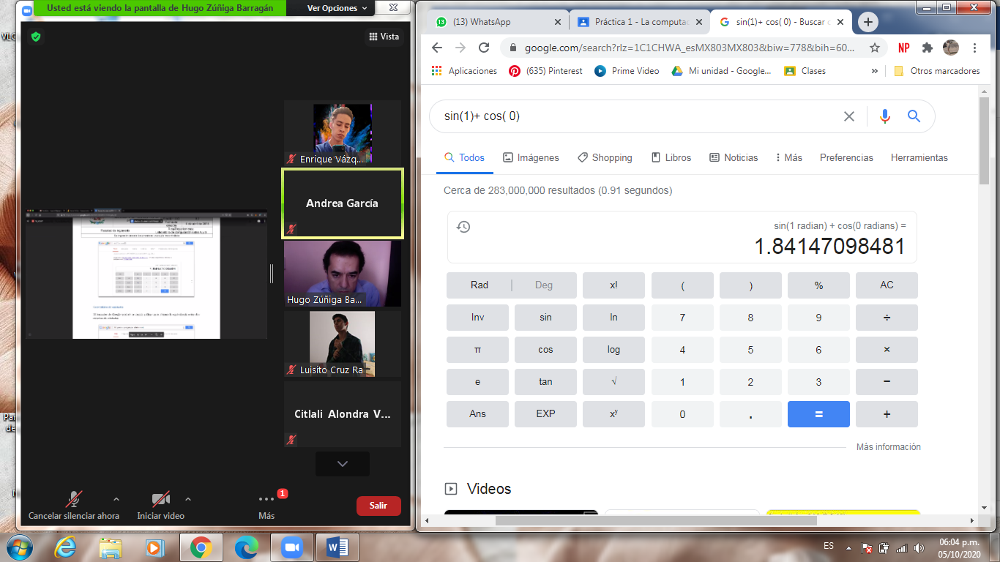 Usted está viendo la pantalla de Hugo Zúñiga Barragán
Ver Opciones
Vista
Enrique Vázq...
Andrea García
Hugo Zúñiga Ba...
Luisito Cruz Ra
Citlali Alondra V...
Cancelar silenciar ahora
Iniciar video
1
Más
Salir
(13) WhatsApp
Práctica 1 - La computad
sin(1)+ cos( 0) - Buscar c
google.com/search?rlz=1C1CHWA_esMX803MX803&biw=778&bih=60...
NP
Aplicaciones
(635) Pinterest
Prime Video
Mi unidad - Google...
Clases
»
Otros marcadores
sin(1)+ cos( 0)
Todos
Imágenes
Shopping
Libros
Noticias
Más
Preferencias
Herramientas
Cerca de 283,000,000 resultados (0.91 segundos)
sin(1 radian) + cos(0 radians) =
1.84147098481
Rad | Deg x! ( ) % AC
Inv sin ln 7 8 9 ÷
π cos log 4 5 6 ×
e tan √ 1 2 3 −
Ans EXP xʸ 0 . = +
Más información
Videos
ES
06:04 p.m.
05/10/2020